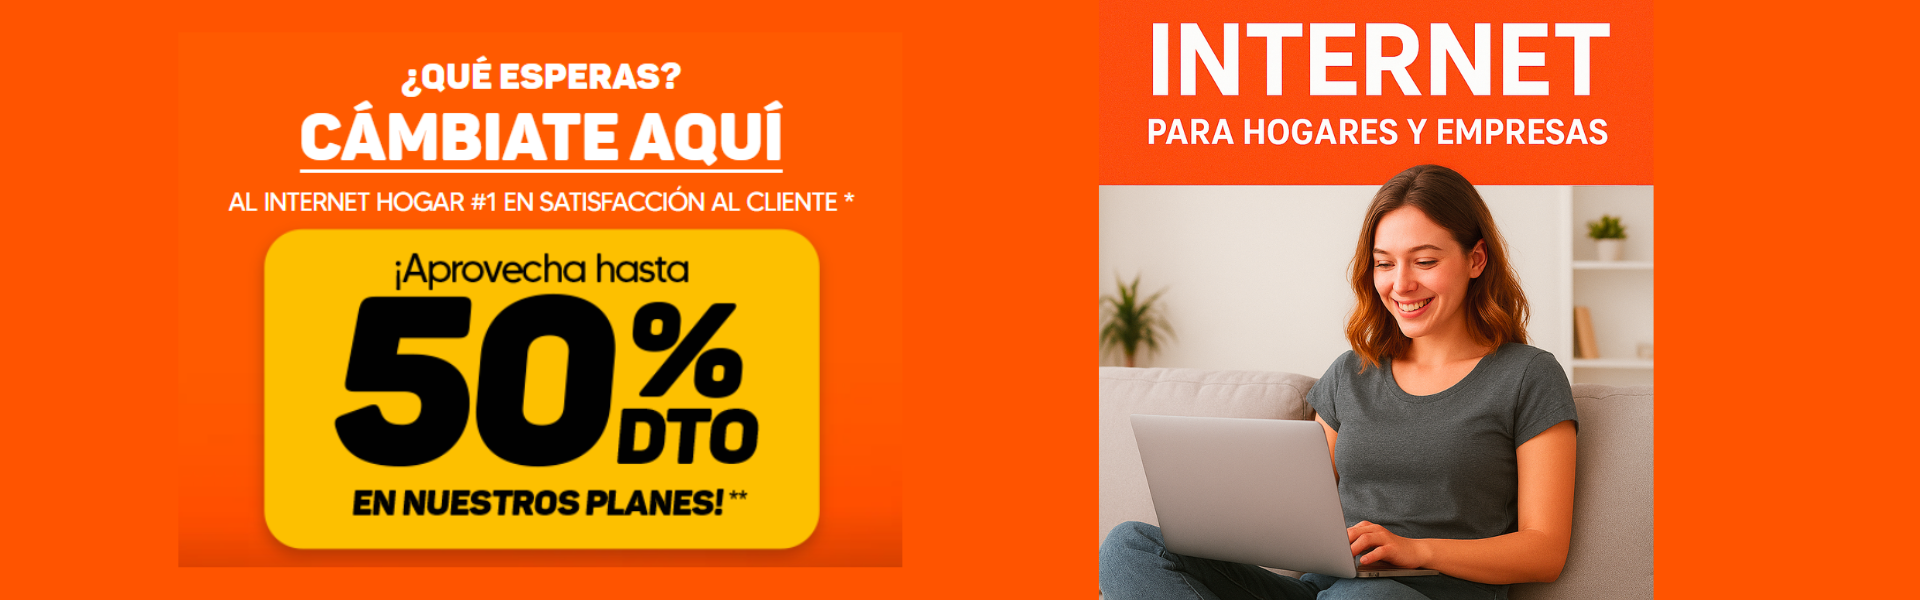 ¿QUÉ ESPERAS?
CÁMBIATE AQUÍ
AL INTERNET HOGAR #1 EN SATISFACCIÓN AL CLIENTE *
¡Aprovecha hasta
50%
DTO
EN NUESTROS PLANES! **
INTERNET
PARA HOGARES Y EMPRESAS